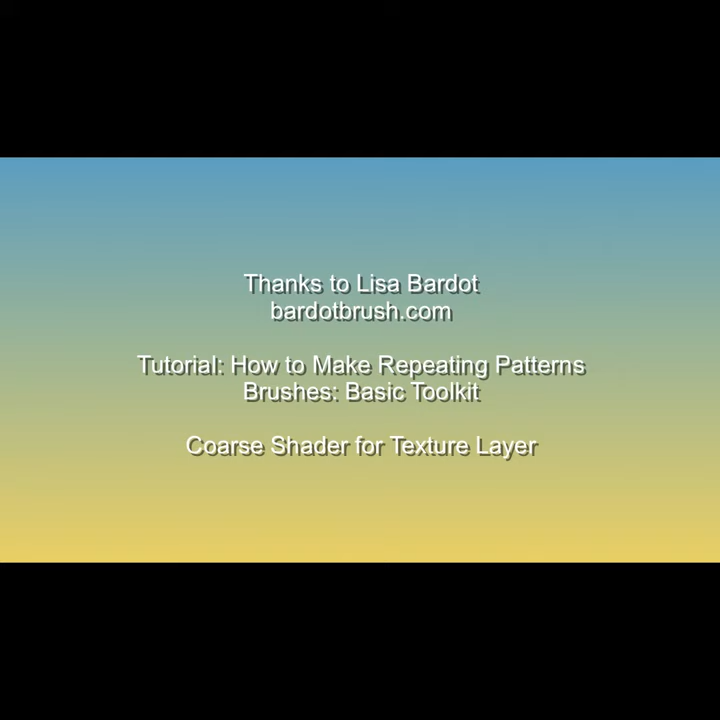 Thanks to Lisa Bardot
bardotbrush.com
Tutorial: How to Make Repeating Patterns
Brushes: Basic Toolkit
Coarse Shader for Texture Layer